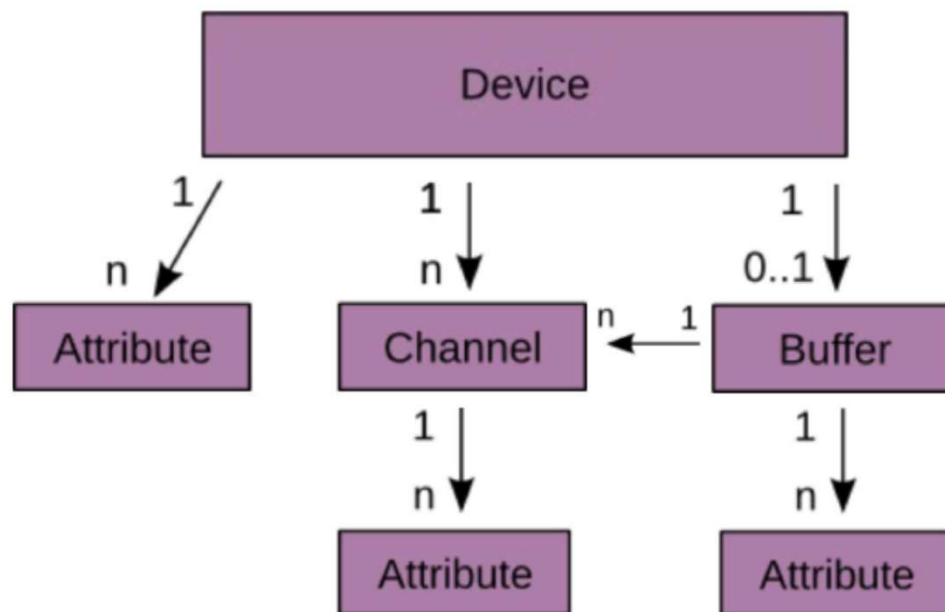 Device
1
1
1
n
n
0..1
Attribute
Channel
n
1
Buffer
1
1
n
n
Attribute
Attribute